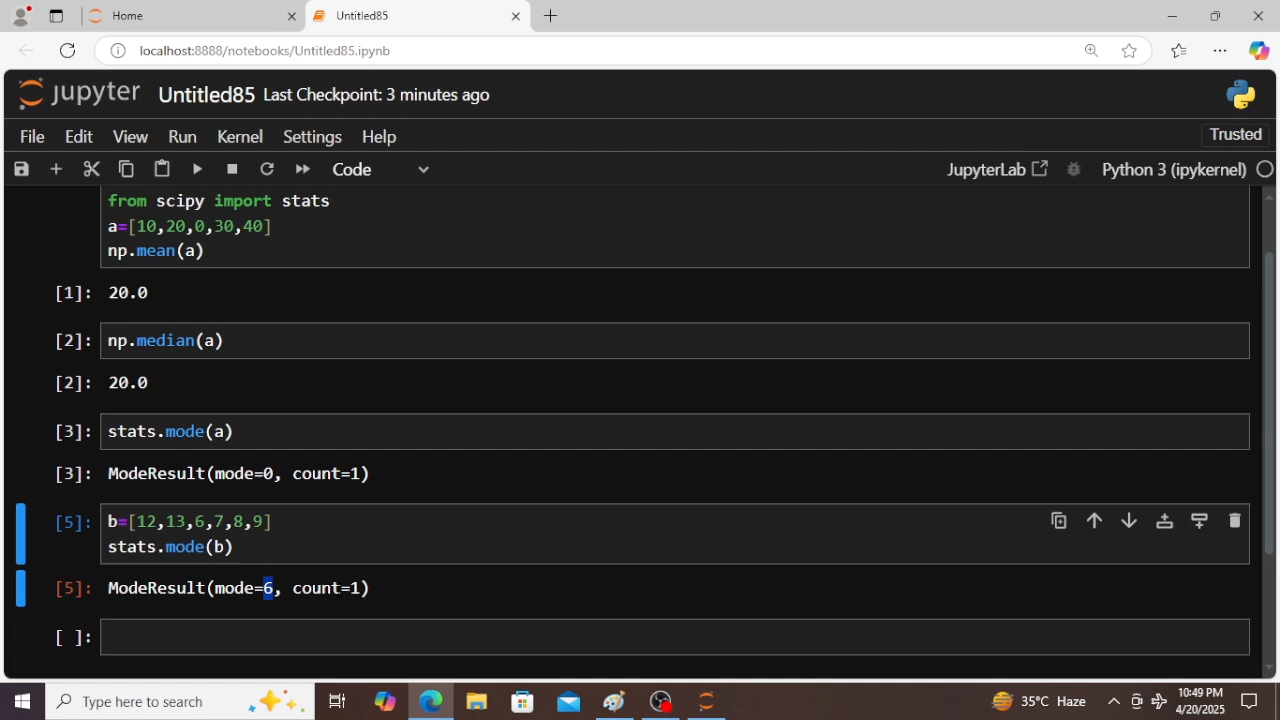 Home
Untitled85
localhost:8888/notebooks/Untitled85.ipynb
jupyter Untitled85 Last Checkpoint: 3 minutes ago
File Edit View Run Kernel Settings Help
Trusted
Code
JupyterLab
Python 3 (ipykernel)
from scipy import stats
a=[10,20,0,30,40]
np.mean(a)
[1]: 20.0
[2]: np.median(a)
[2]: 20.0
[3]: stats.mode(a)
[3]: ModeResult(mode=0, count=1)
[5]: b=[12,13,6,7,8,9]
stats.mode(b)
[5]: ModeResult(mode=6, count=1)
[ ]:
Type here to search
35°C Haze
10:49 PM
4/20/2025